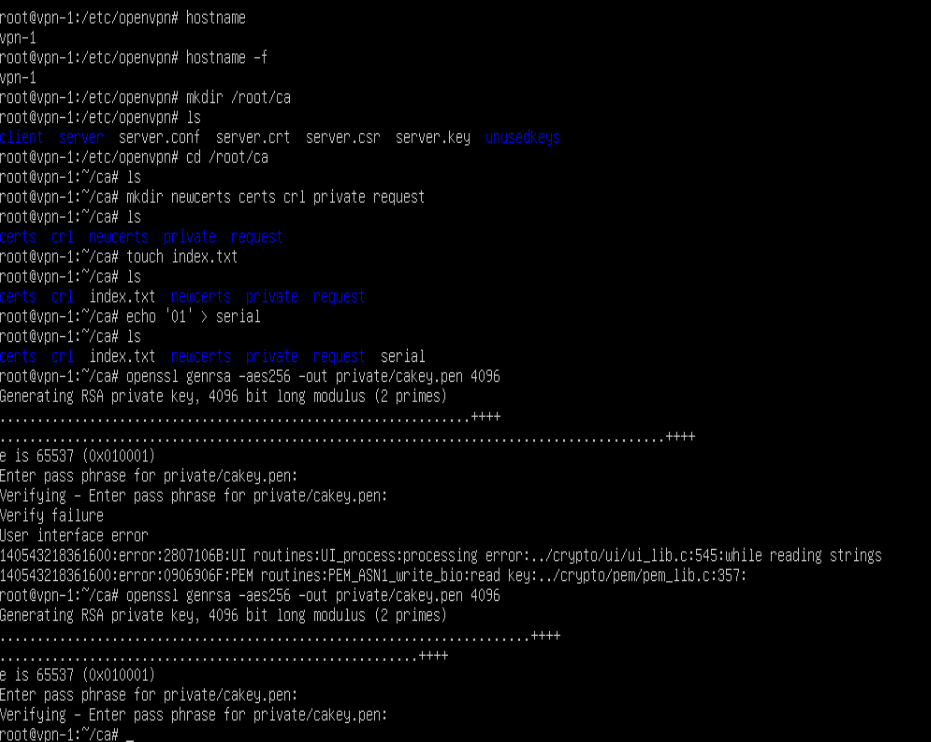 root@vpn-1:/etc/openvpn# hostname
vpn-1
root@vpn-1:/etc/openvpn# hostname -f
vpn-1
root@vpn-1:/etc/openvpn# mkdir /root/ca
root@vpn-1:/etc/openvpn# ls
client server server.conf server.crt server.csr server.key unusedkeys
root@vpn-1:/etc/openvpn# cd /root/ca
root@vpn-1:~/ca# ls
root@vpn-1:~/ca# mkdir newcerts certs crl private request
root@vpn-1:~/ca# ls
certs crl newcerts private request
root@vpn-1:~/ca# touch index.txt
root@vpn-1:~/ca# ls
certs crl index.txt newcerts private request
root@vpn-1:~/ca# echo '01' > serial
root@vpn-1:~/ca# ls
certs crl index.txt newcerts private request serial
root@vpn-1:~/ca# openssl genrsa -aes256 -out private/cakey.pen 4096
Generating RSA private key, 4096 bit long modulus (2 primes)
...............................................................++++
.........................................................................................++++
e is 65537 (0x010001)
Enter pass phrase for private/cakey.pen:
Verifying - Enter pass phrase for private/cakey.pen:
Verify failure
User interface error
140543218361600:error:2807106B:UI routines:UI_process:processing error:../crypto/ui/ui_lib.c:545:while reading strings
140543218361600:error:0906906F:PEM routines:PEM_ASN1_write_bio:read key:../crypto/pem/pem_lib.c:357:
root@vpn-1:~/ca# openssl genrsa -aes256 -out private/cakey.pen 4096
Generating RSA private key, 4096 bit long modulus (2 primes)
.......................................................................++++
........................................................++++
e is 65537 (0x010001)
Enter pass phrase for private/cakey.pen:
Verifying - Enter pass phrase for private/cakey.pen:
root@vpn-1:~/ca# _